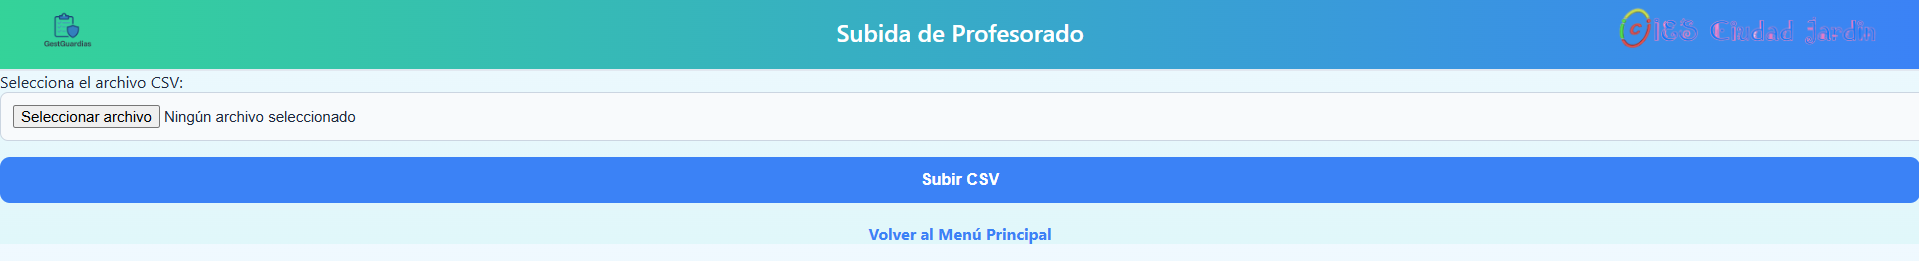 GestGuardias
Subida de Profesorado
IES Ciudad Jardín
Selecciona el archivo CSV:
Seleccionar archivo Ningún archivo seleccionado
Subir CSV
Volver al Menú Principal